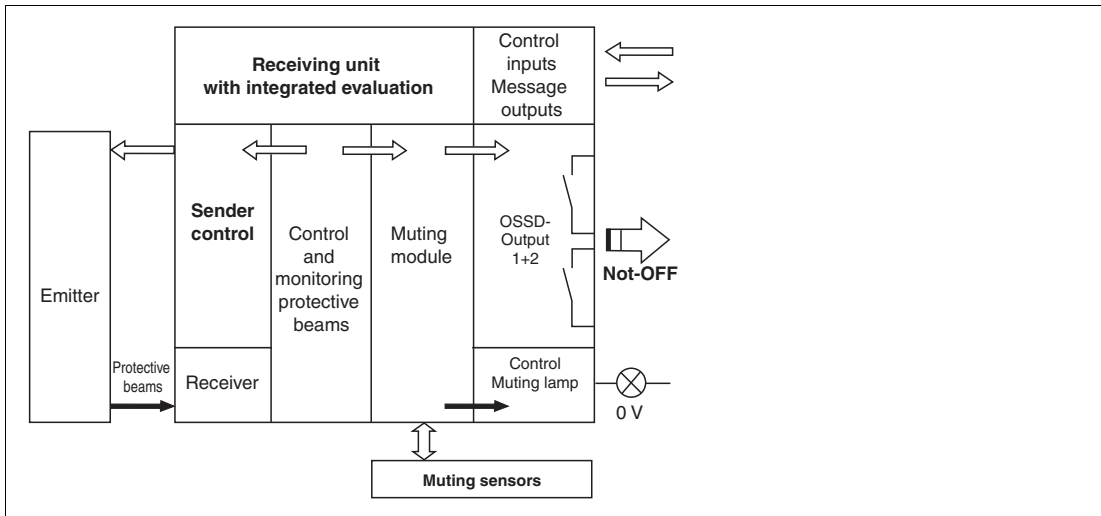 Receiving unit
with integrated evaluation
Control
inputs
Message
outputs
Emitter
Protective
beams
Sender
control
Receiver
Control
and
monitoring
protective
beams
Muting
module
OSSD-
Output
1+2
Not-OFF
Control
Muting lamp
0 V
Muting sensors